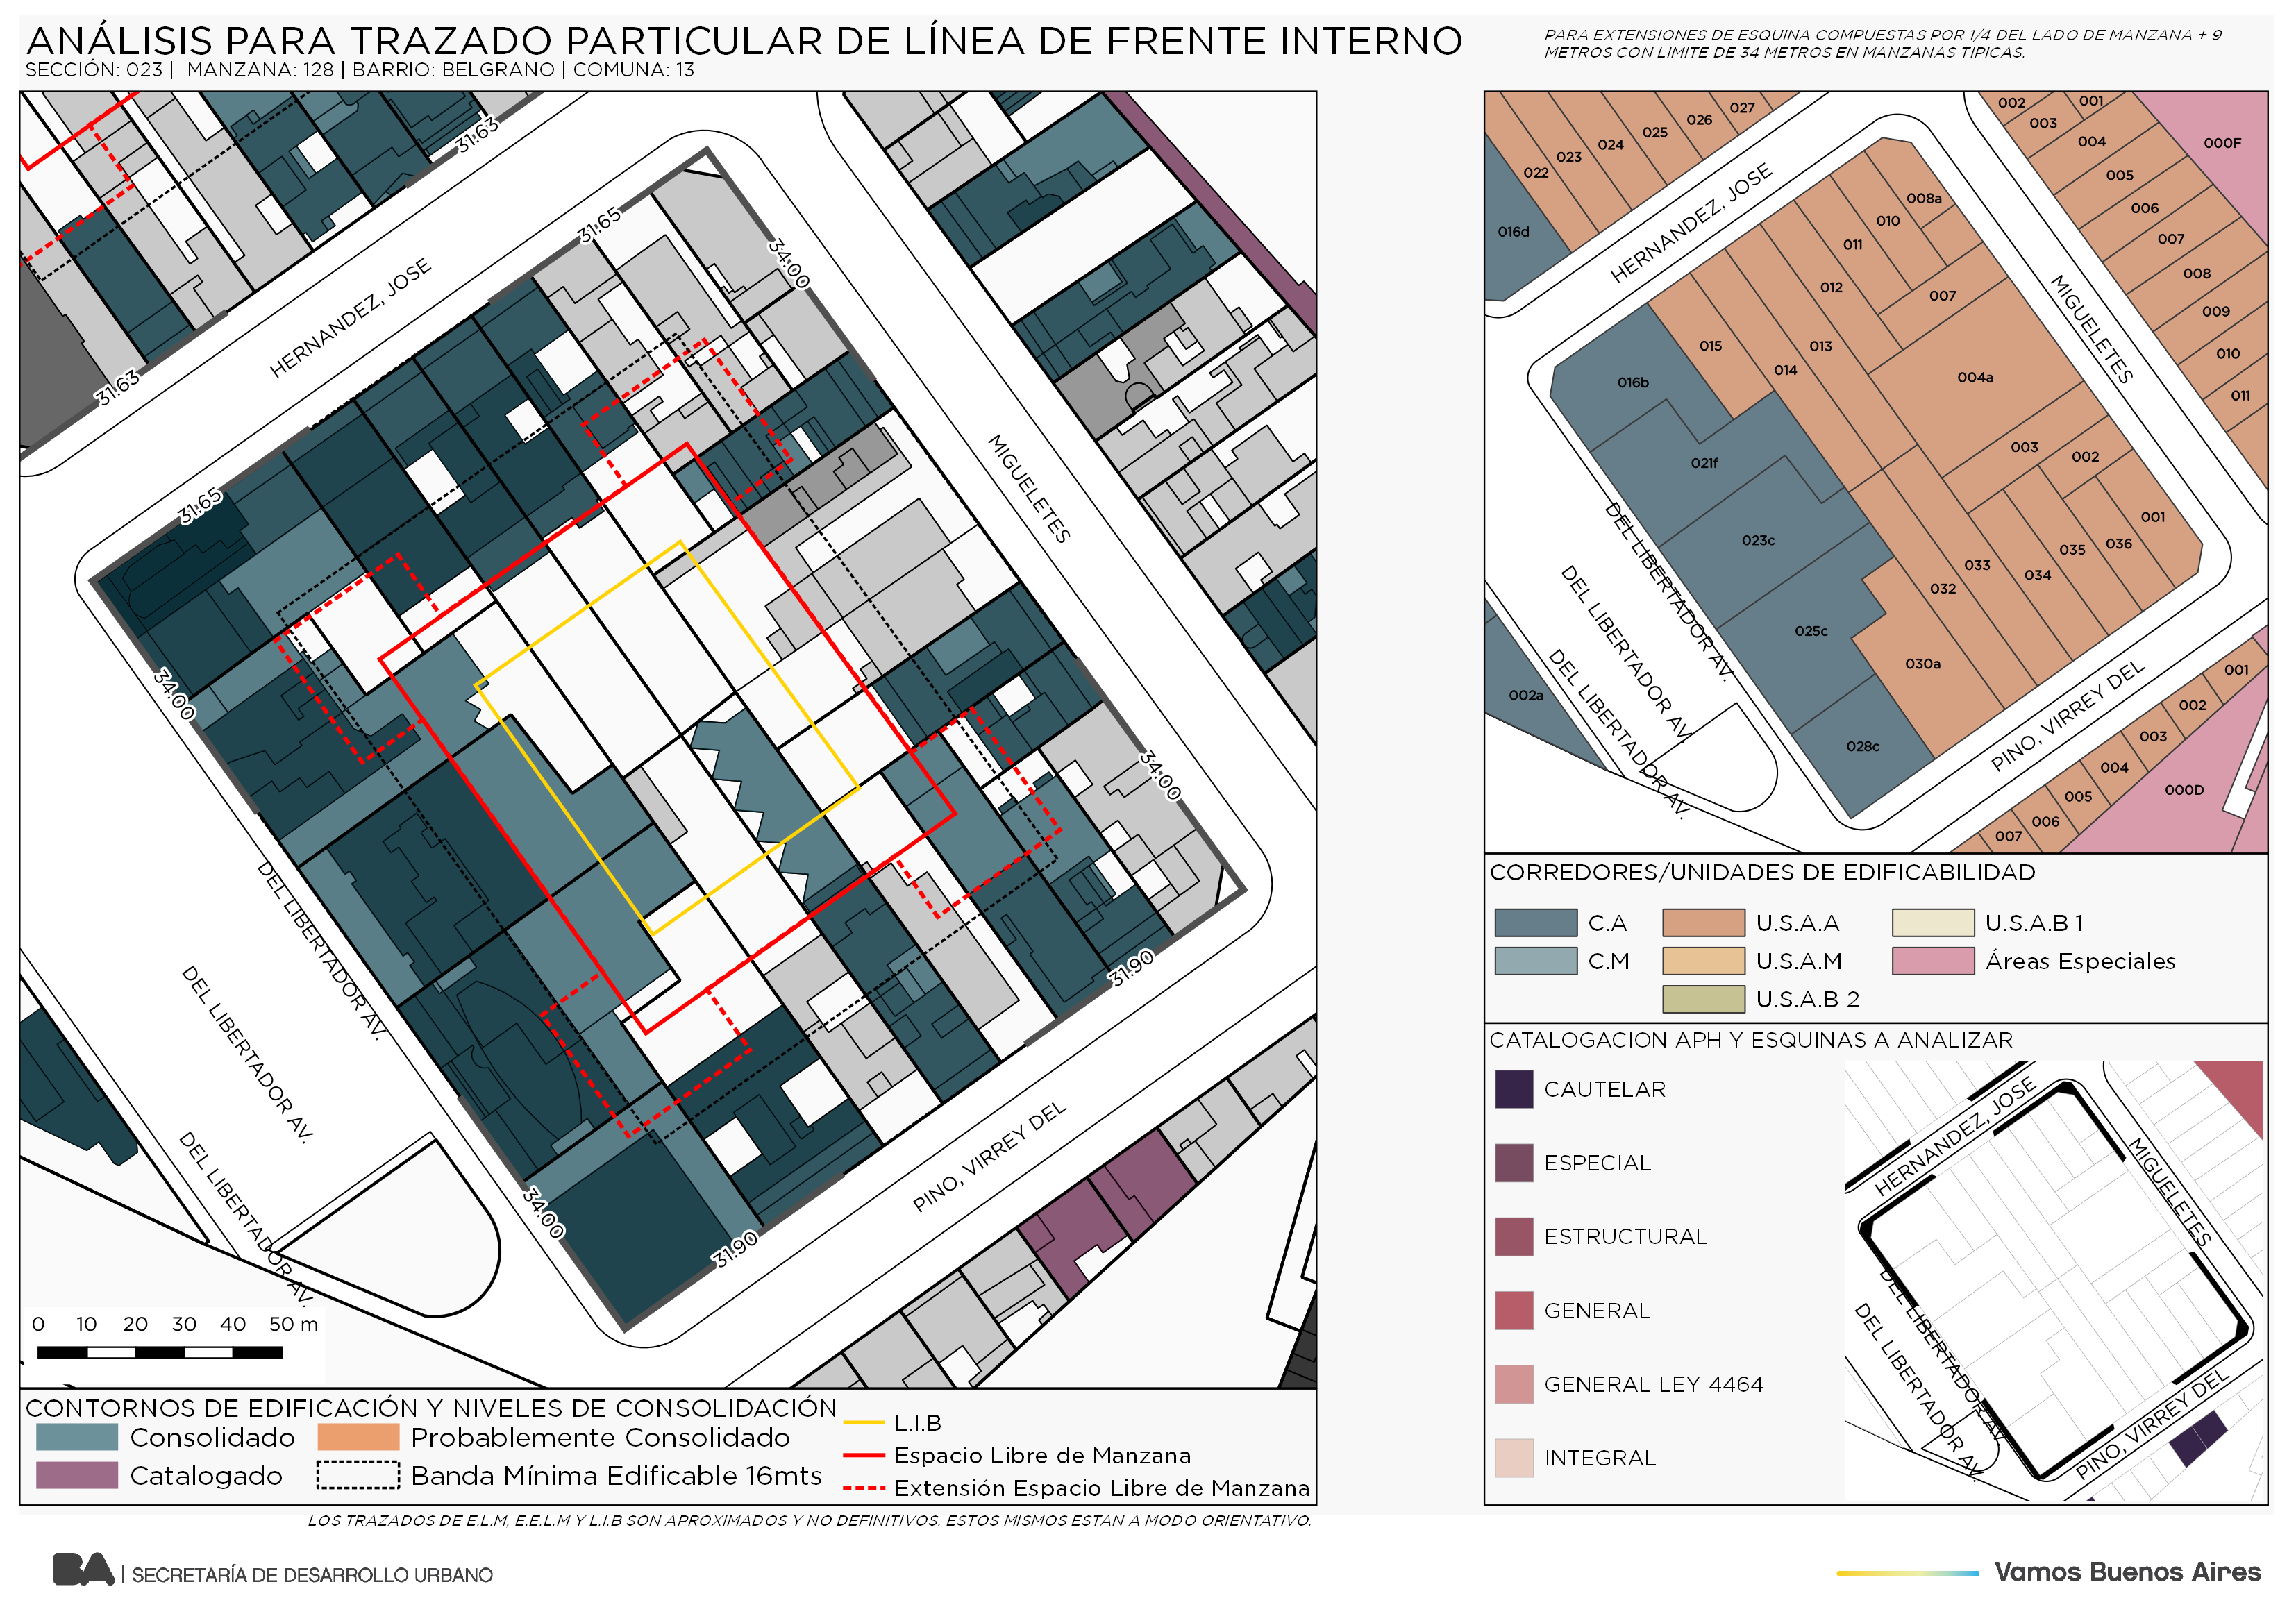 ANÁLISIS PARA TRAZADO PARTICULAR DE LÍNEA DE FRENTE INTERNO
SECCIÓN: 023 | MANZANA: 128 | BARRIO: BELGRANO | COMUNA: 13
PARA EXTENSIONES DE ESQUINA COMPUESTAS POR 1/4 DEL LADO DE MANZANA + 9
METROS CON LIMITE DE 34 METROS EN MANZANAS TIPICAS.
31.63
31.63
HERNANDEZ, JOSE
31.65
34.00
31.65
MIGUELETES
34.00
34.00
DEL LIBERTADOR AV.
DEL LIBERTADOR AV.
DEL LIBERTADOR AV.
31.90
PINO, VIRREY DEL
34.00
31.90
0 10 20 30 40 50 m
CONTORNOS DE EDIFICACIÓN Y NIVELES DE CONSOLIDACIÓN
Consolidado
Probablemente Consolidado
Catalogado
Banda Mínima Edificable 16mts
L.I.B
Espacio Libre de Manzana
Extensión Espacio Libre de Manzana
LOS TRAZADOS DE E.L.M, E.E.L.M Y L.I.B SON APROXIMADOS Y NO DEFINITIVOS. ESTOS MISMOS ESTAN A MODO ORIENTATIVO.
022
023
024
025
026
027
016d
002
001
003
004
005
006
007
008
009
010
011
000F
HERNANDEZ, JOSE
MIGUELETES
008a
010
011
012
013
014
015
007
016b
004a
021f
003
002
001
023c
036
035
034
033
032
025c
030a
028c
002a
DEL LIBERTADOR AV.
DEL LIBERTADOR AV.
DEL LIBERTADOR AV.
PINO, VIRREY DEL
001
002
003
004
005
006
007
000D
CORREDORES/UNIDADES DE EDIFICABILIDAD
C.A
U.S.A.A
U.S.A.B 1
C.M
U.S.A.M
Áreas Especiales
U.S.A.B 2
CATALOGACION APH Y ESQUINAS A ANALIZAR
CAUTELAR
ESPECIAL
ESTRUCTURAL
GENERAL
GENERAL LEY 4464
INTEGRAL
HERNANDEZ, JOSE
MIGUELETES
DEL LIBERTADOR AV.
DEL LIBERTADOR AV.
PINO, VIRREY DEL
BA | SECRETARÍA DE DESARROLLO URBANO
Vamos Buenos Aires